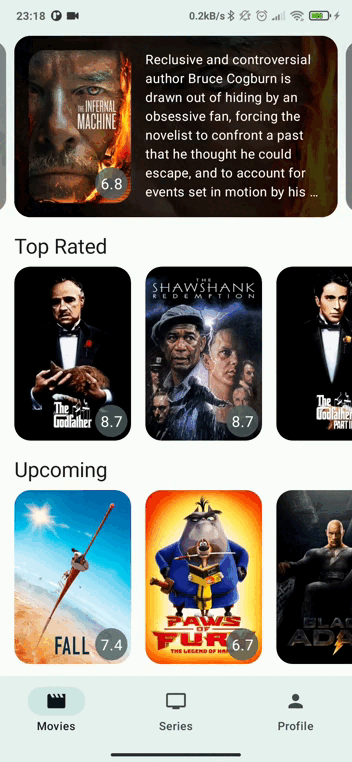 23:18
0.2kB/s
Reclusive and controversial
author Bruce Cogburn is
drawn out of hiding by an
obsessive fan, forcing the
novelist to confront a past
that he thought he could
escape, and to account for
events set in motion by his …
THE INFERNAL
MACHINE
6.8
Top Rated
The
Godfather
8.7
THE
SHAWSHANK
REDEMPTION
8.7
The
Godfather
PART II
Upcoming
FALL
7.4
PAWS
OF
FURY
THE LEGEND OF HA
6.7
BLAC
ADA
Movies
Series
Profile